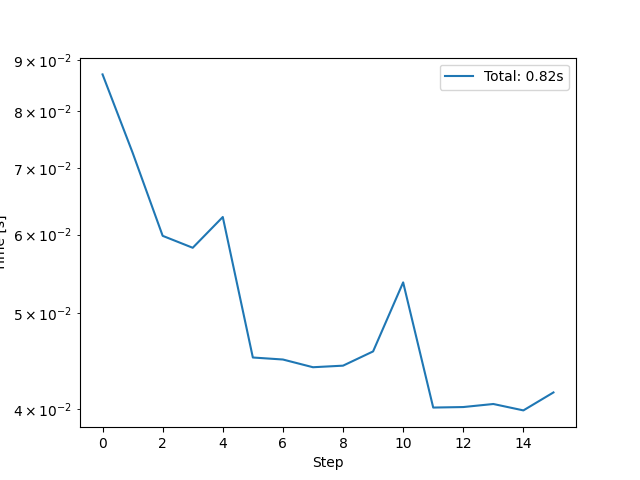 9 × 10⁻²
8 × 10⁻²
7 × 10⁻²
6 × 10⁻²
5 × 10⁻²
4 × 10⁻²
Time [s]
Total: 0.82s
0 2 4 6 8 10 12 14
Step